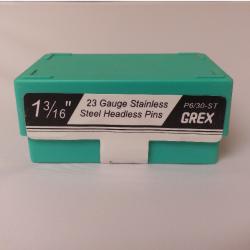 1 3/16"
23 Gauge Stainless
Steel Headless Pins
P6/30-ST
GREX